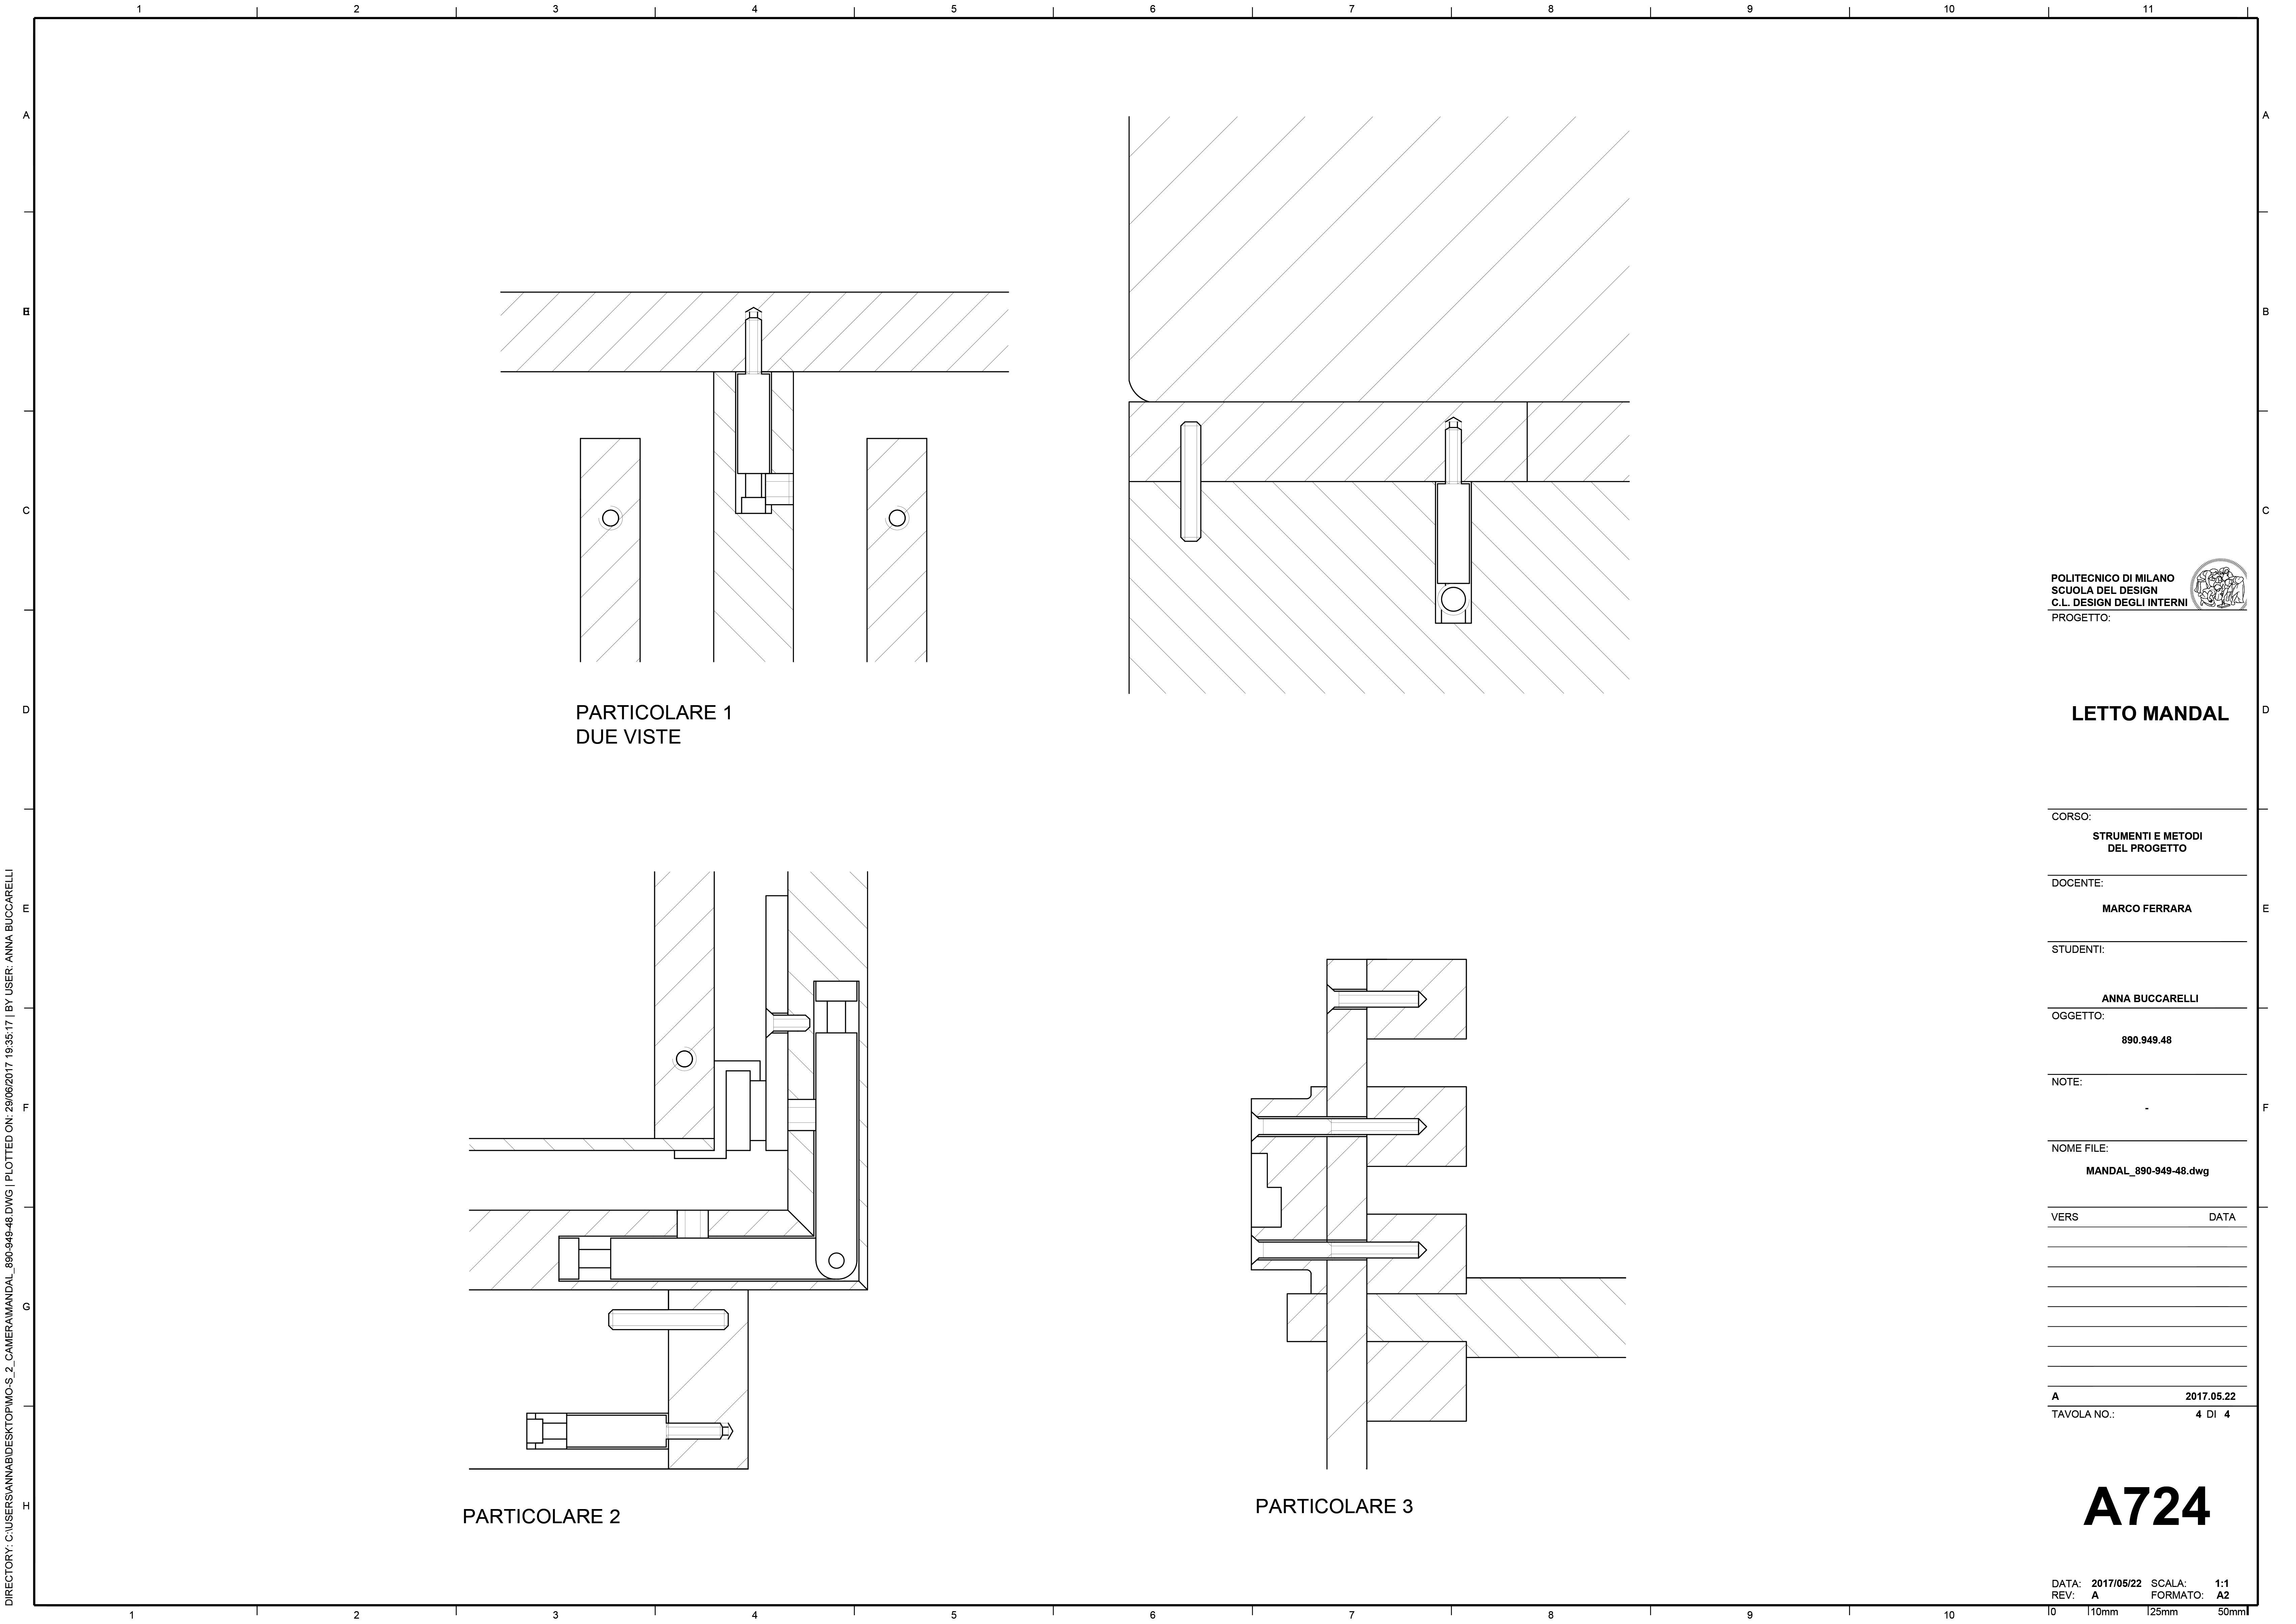 1 2 3 4 5 6 7 8 9 10 11
A A
B B
C C
PARTICOLARE 1
DUE VISTE
D D
POLITECNICO DI MILANO
SCUOLA DEL DESIGN
C.L. DESIGN DEGLI INTERNI
PROGETTO:
LETTO MANDAL
CORSO:
STRUMENTI E METODI
DEL PROGETTO
DOCENTE:
MARCO FERRARA
STUDENTI:
ANNA BUCCARELLI
OGGETTO:
890.949.48
NOTE:
-
NOME FILE:
MANDAL_890-949-48.dwg
VERS DATA
A 2017.05.22
TAVOLA NO.: 4 DI 4
A724
DATA: 2017/05/22 SCALA: 1:1
REV: A FORMATO: A2
0 10mm 25mm 50mm
E E
F F
G
H
PARTICOLARE 2
PARTICOLARE 3
1 2 3 4 5 6 7 8 9 10
DIRECTORY: C:\USERS\ANNAB\DESKTOP\MO-S_2_CAMERA\MANDAL_890-949-48.DWG | PLOTTED ON: 29/06/2017 19:35:17 | BY USER: ANNA BUCCARELLI